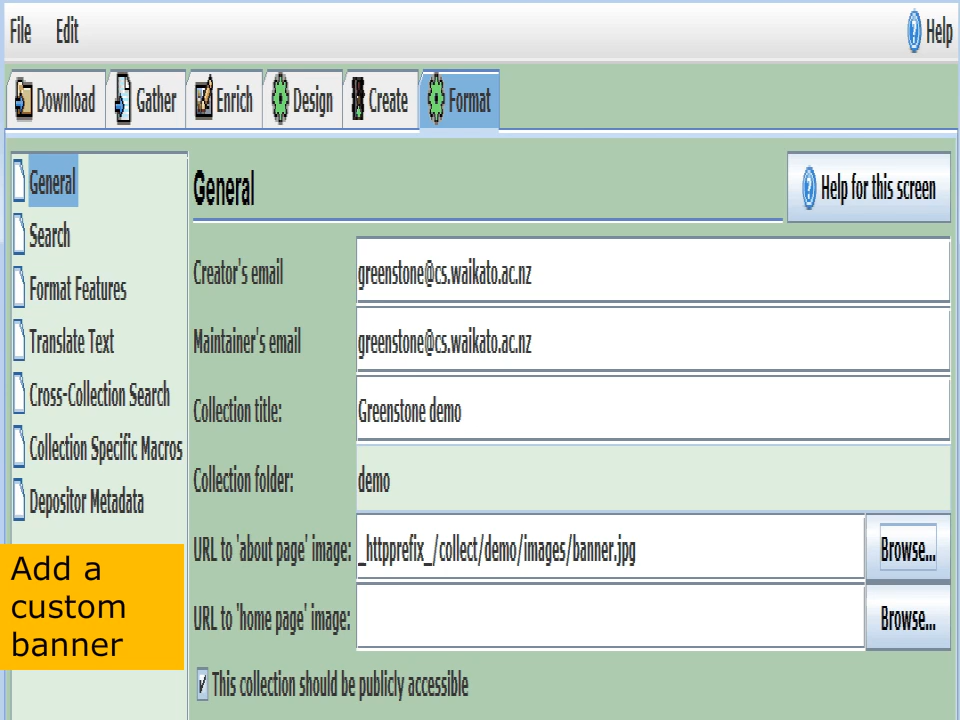 File Edit Help
Download Gather Enrich Design Create Format
General
Search
Format Features
Translate Text
Cross-Collection Search
Collection Specific Macros
Depositor Metadata
Add a
custom
banner
General Help for this screen
Creator's email greenstone@cs.waikato.ac.nz
Maintainer's email greenstone@cs.waikato.ac.nz
Collection title: Greenstone demo
Collection folder: demo
URL to 'about page' image: _httpprefix_/collect/demo/images/banner.jpg Browse...
URL to 'home page' image: Browse...
This collection should be publicly accessible